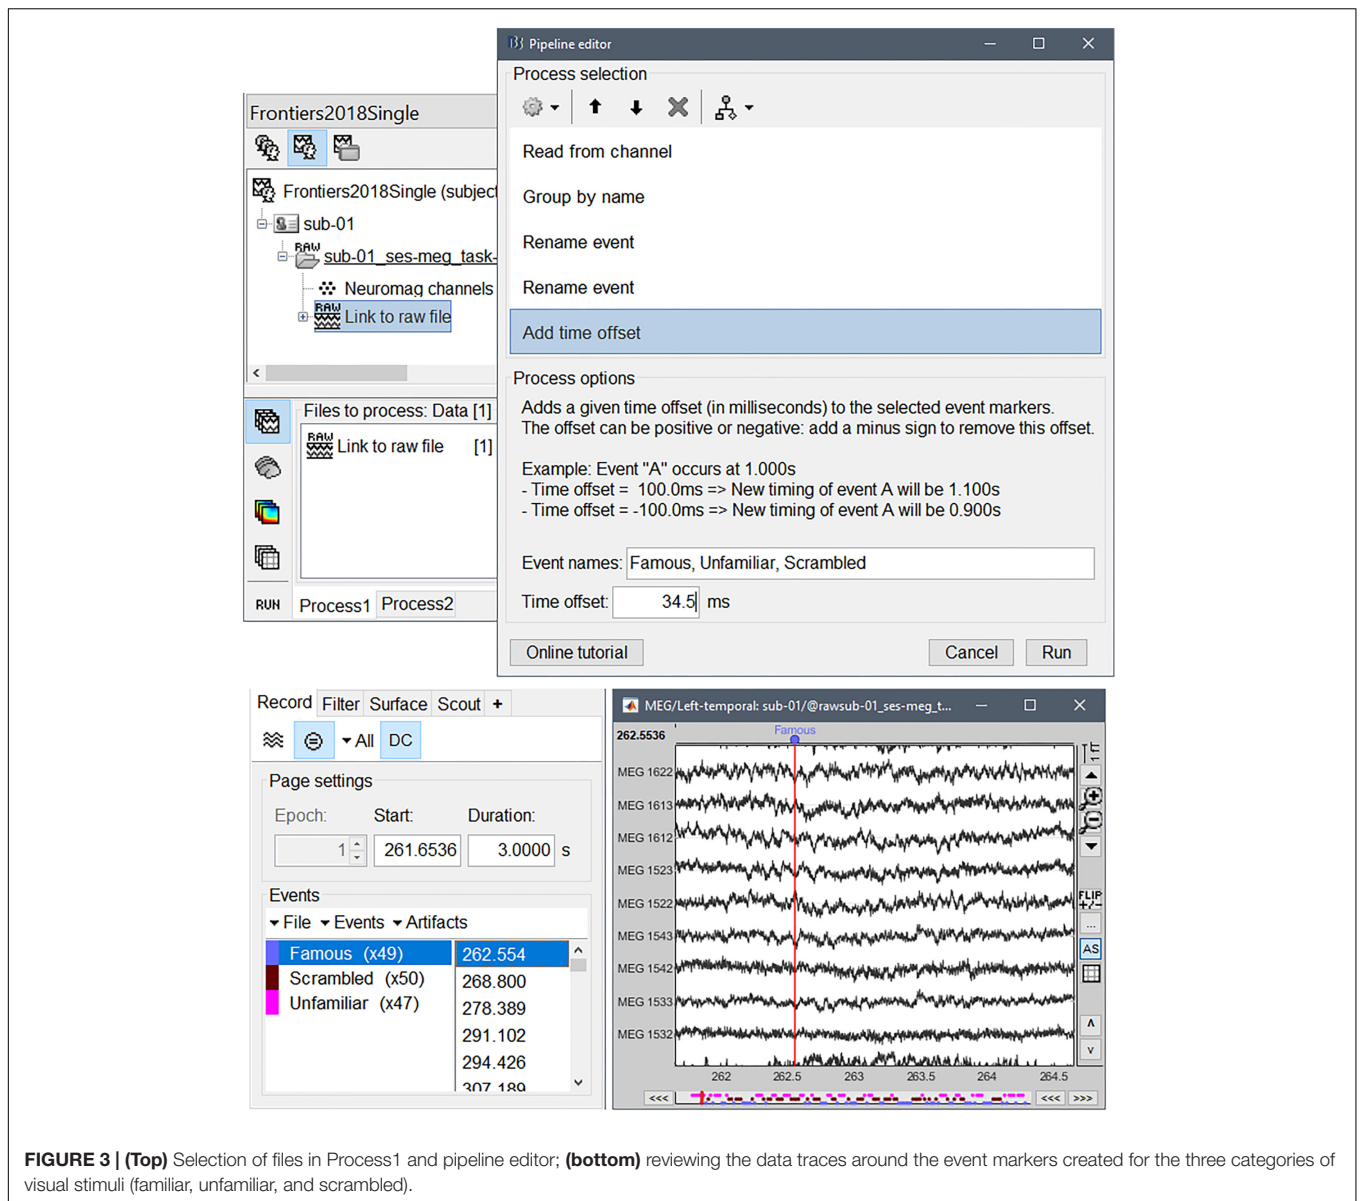 Pipeline editor
Process selection
Frontiers2018Single
Read from channel
Group by name
Rename event
Rename event
Add time offset
Frontiers2018Single (subject
sub-01
RAW
sub-01_ses-meg_task-
Neuromag channels
RAW
Link to raw file
Process options
Adds a given time offset (in milliseconds) to the selected event markers.
The offset can be positive or negative: add a minus sign to remove this offset.
Example: Event "A" occurs at 1.000s
- Time offset = 100.0ms => New timing of event A will be 1.100s
- Time offset = -100.0ms => New timing of event A will be 0.900s
Event names: Famous, Unfamiliar, Scrambled
Time offset: 34.5 ms
Online tutorial Cancel Run
Files to process: Data [1]
RAW
Link to raw file [1]
RUN Process1 Process2
Record Filter Surface Scout +
All DC
Page settings
Epoch: Start: Duration:
1 261.6536 3.0000 s
Events
File Events Artifacts
Famous (x49) 262.554
Scrambled (x50) 268.800
Unfamiliar (x47) 278.389
291.102
294.426
307.189
MEG/Left-temporal: sub-01/@rawsub-01_ses-meg_t...
262.5536 Famous
MEG 1622
MEG 1613
MEG 1612
MEG 1523
MEG 1522
MEG 1543
MEG 1542
MEG 1533
MEG 1532
FLIP
+/-
...
AS
262 262.5 263 263.5 264 264.5
<<< <<< >>>
FIGURE 3 | (Top) Selection of files in Process1 and pipeline editor; (bottom) reviewing the data traces around the event markers created for the three categories of
visual stimuli (familiar, unfamiliar, and scrambled).